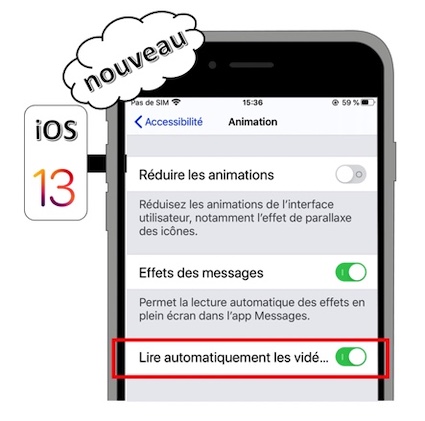 nouveau
iOS
13
Pas de SIM 15:36 59 %
Accessibilité Animation
Réduire les animations
Réduisez les animations de l'interface
utilisateur, notamment l'effet de parallaxe
des icônes.
Effets des messages
Permet la lecture automatique des effets en
plein écran dans l'app Messages.
Lire automatiquement les vidé...